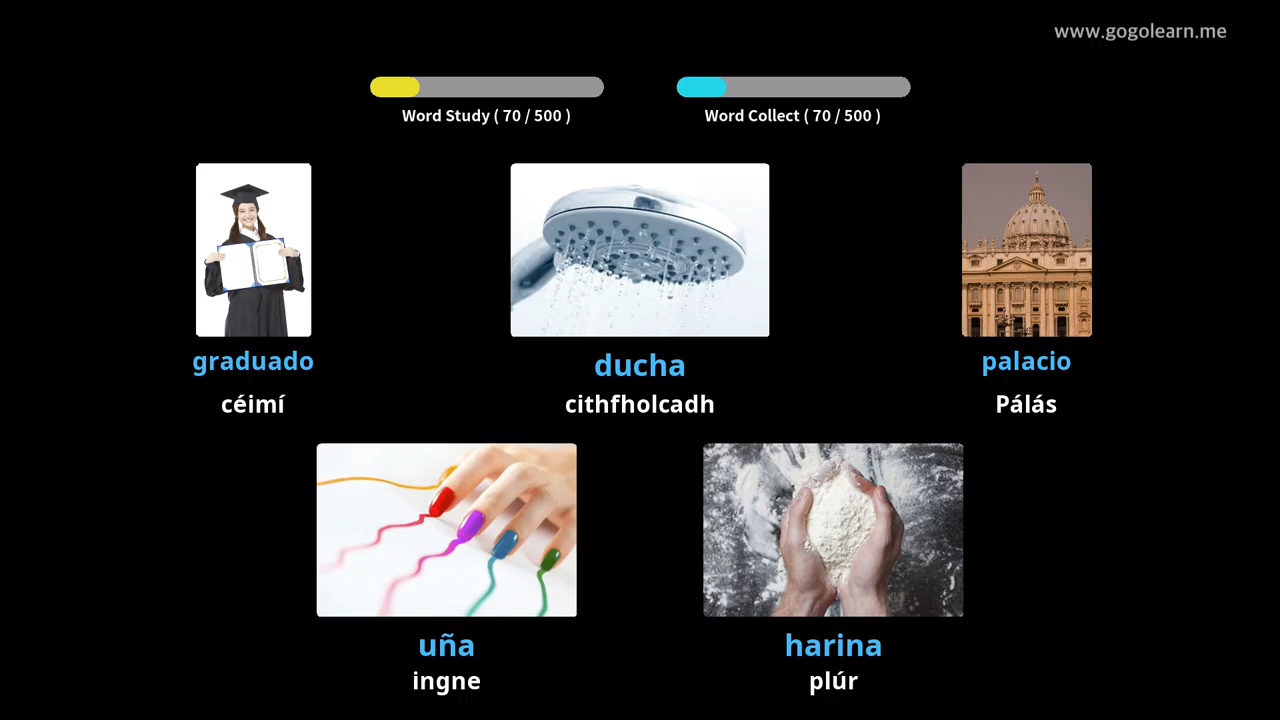 www.gogolearn.me
Word Study ( 70 / 500 )
Word Collect ( 70 / 500 )
graduado
ducha
palacio
céimí
cithfholcadh
Pálás
uña
harina
ingne
plúr